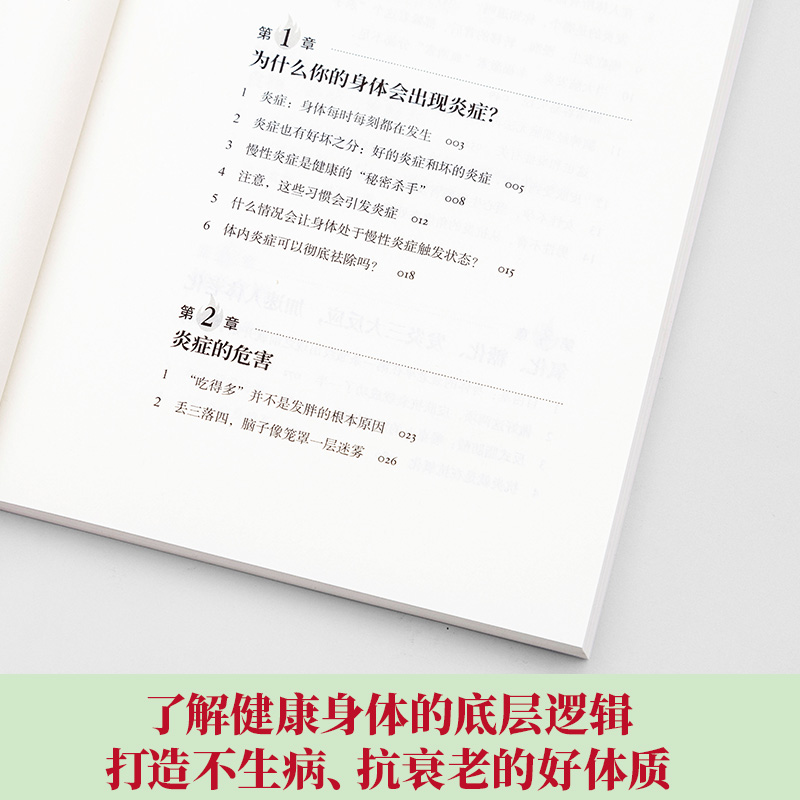 第1章
为什么你的身体会出现炎症？
1 炎症：身体每时每刻都在发生 003
2 炎症也有好坏之分：好的炎症和坏的炎症 005
3 慢性炎症是健康的“秘密杀手” 008
4 注意，这些习惯会引发炎症 012
5 什么情况会让身体处于慢性炎症触发状态？ 015
6 体内炎症可以彻底祛除吗？ 018
第2章
炎症的危害
1 “吃得多”并不是发胖的根本原因 023
2 丢三落四，脑子像笼罩一层迷雾 026
了解健康身体的底层逻辑
打造不生病、抗衰老的好体质